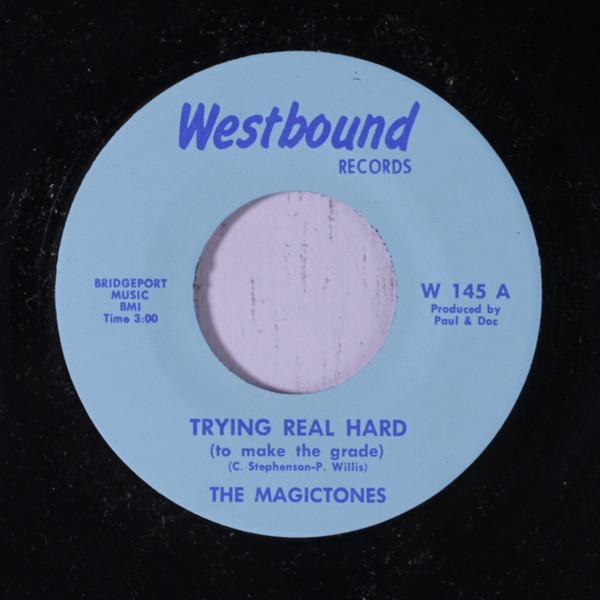 Westbound
RECORDS
BRIDGEPORT
MUSIC
BMI
Time 3:00
W 145 A
Produced by
Paul & Doc
TRYING REAL HARD
(to make the grade)
(C. Stephenson-P. Willis)
THE MAGICTONES